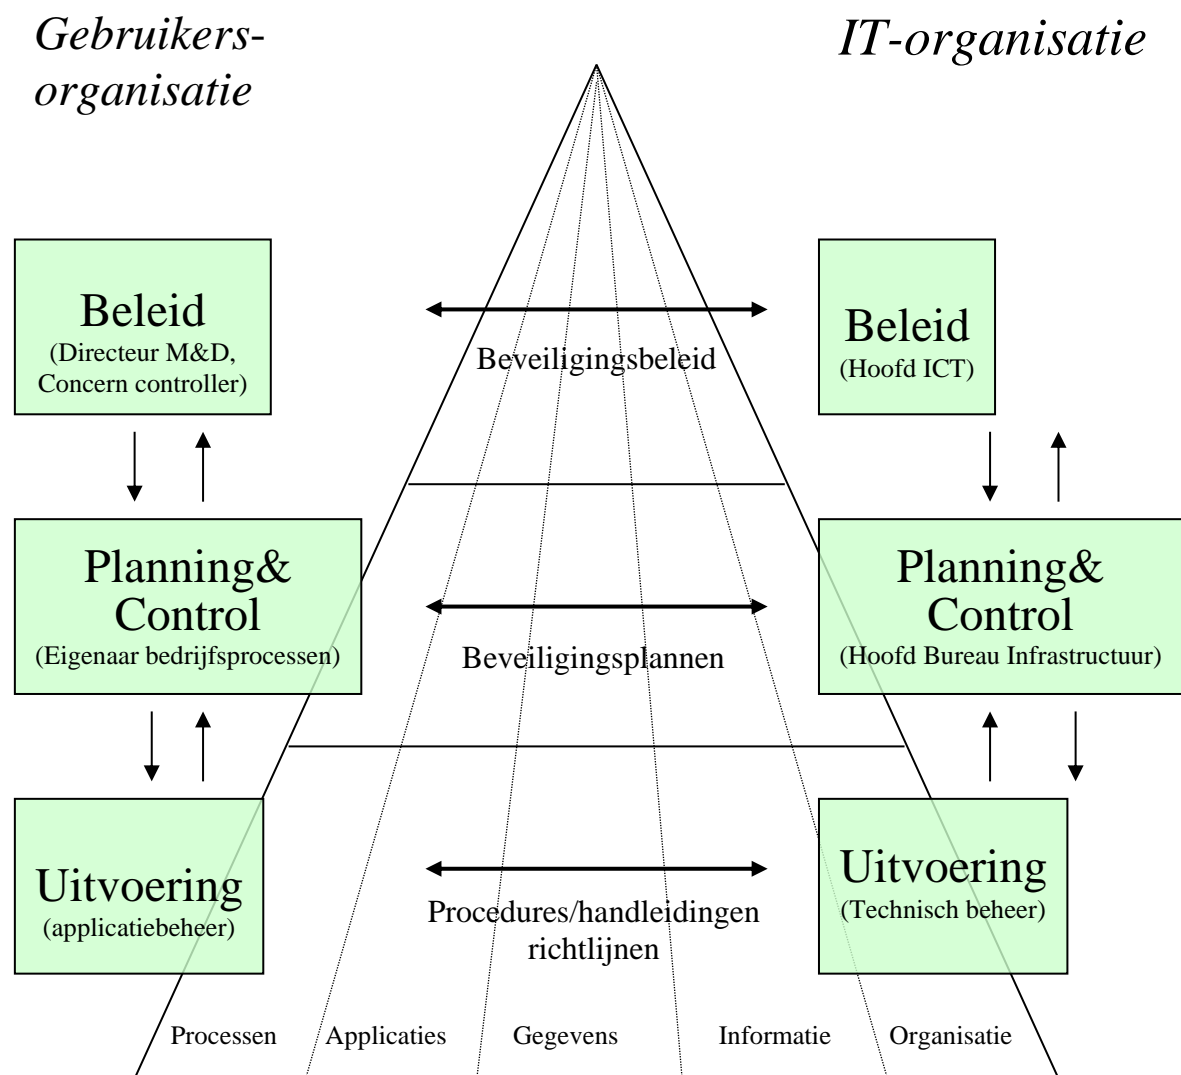 Gebruikers-
organisatie
IT-organisatie
Beleid
(Directeur M&D,
Concern controller)
Beveiligingsbeleid
Beleid
(Hoofd ICT)
Planning&
Control
(Eigenaar bedrijfsprocessen)
Beveiligingsplannen
Planning&
Control
(Hoofd Bureau Infrastructuur)
Uitvoering
(applicatiebeheer)
Procedures/handleidingen
richtlijnen
Uitvoering
(Technisch beheer)
Processen
Applicaties
Gegevens
Informatie
Organisatie